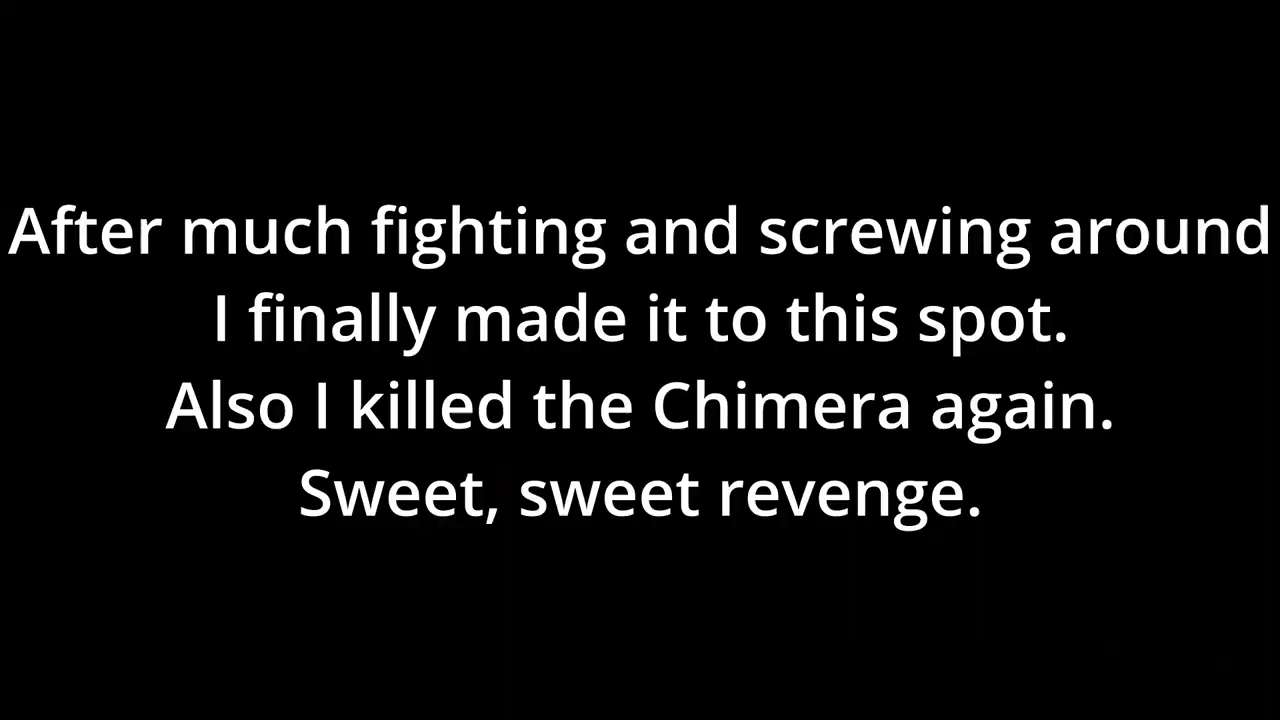 After much fighting and screwing around
I finally made it to this spot.
Also I killed the Chimera again.
Sweet, sweet revenge.